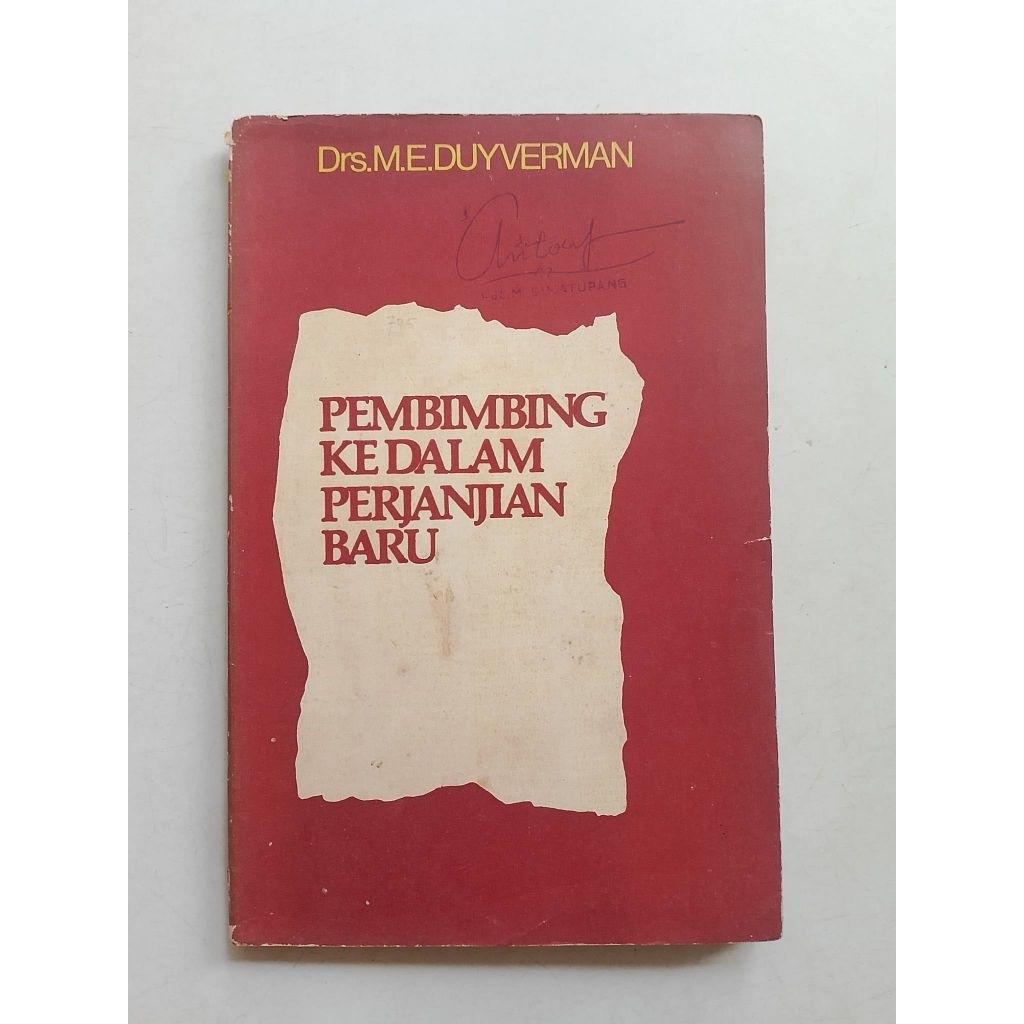 Drs.M.E.DUYVERMAN
PEMBIMBING
KE DALAM
PERJANJIAN
BARU